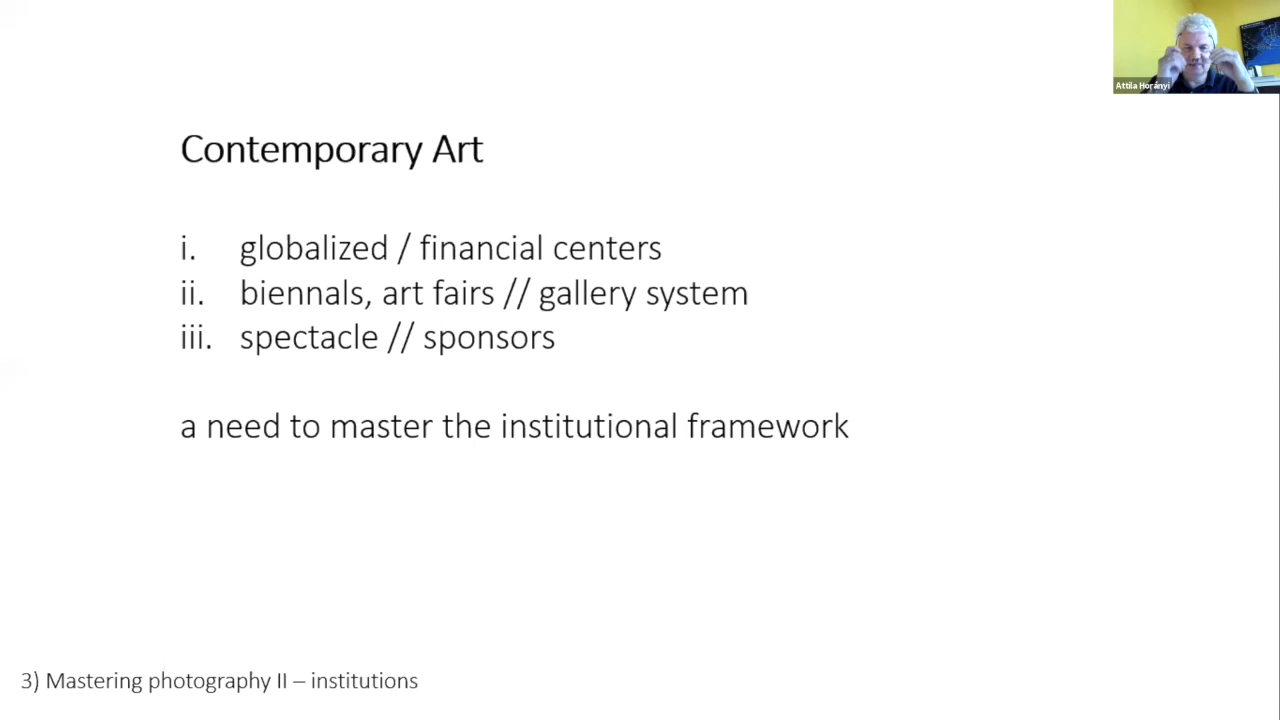 Attila Horányi
Contemporary Art
i. globalized / financial centers
ii. biennals, art fairs // gallery system
iii. spectacle // sponsors
a need to master the institutional framework
3) Mastering photography II – institutions